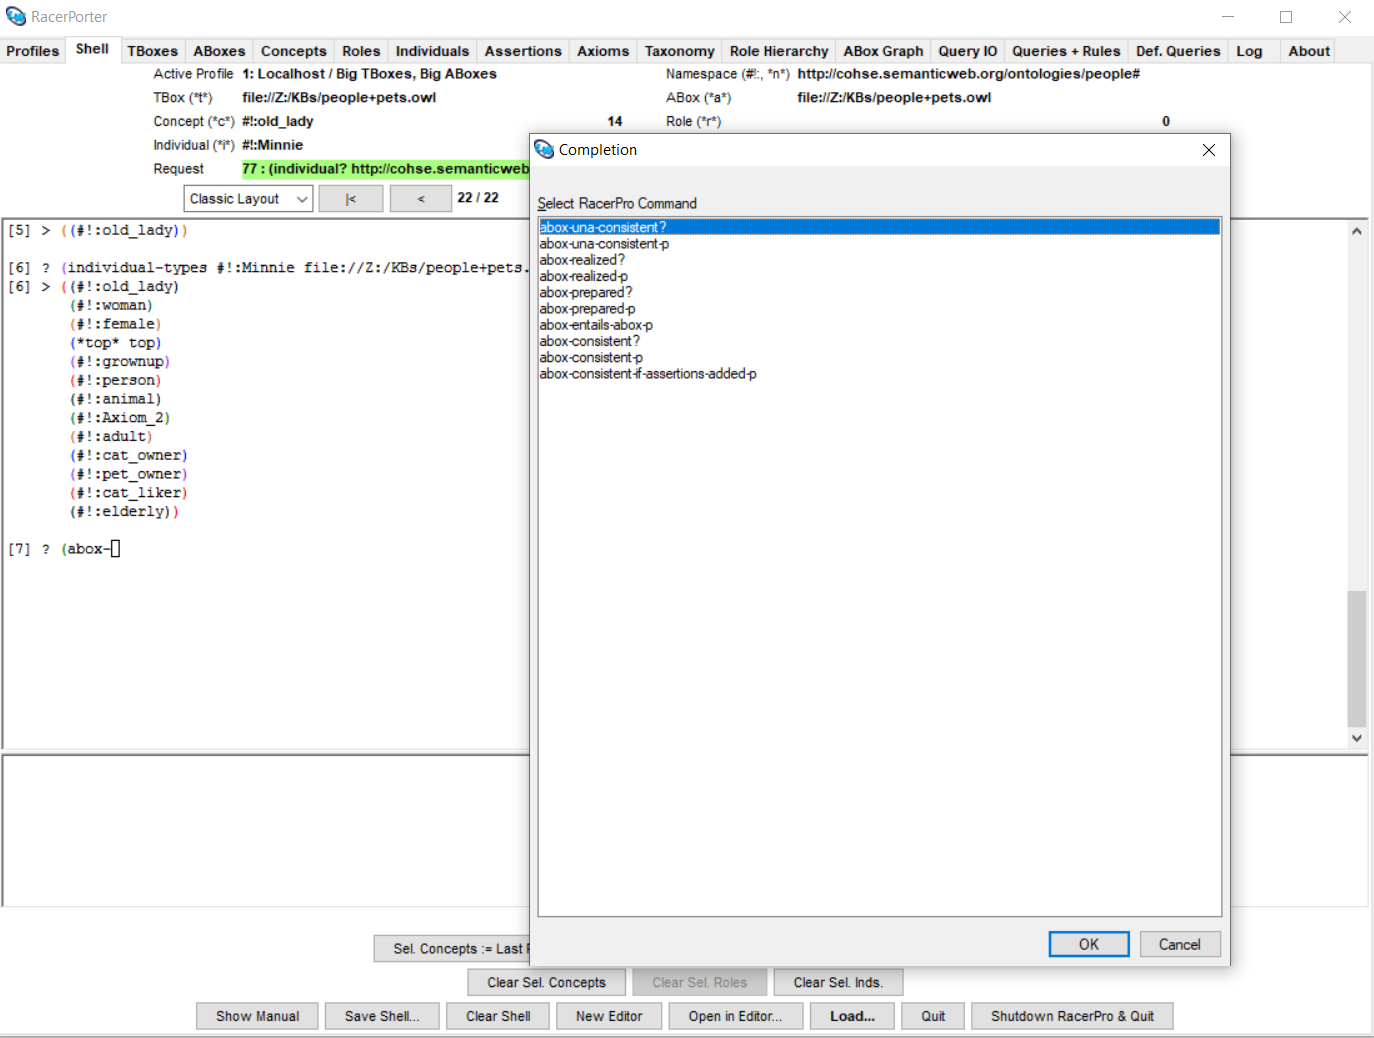 RacerPorter
Profiles Shell TBoxes ABoxes Concepts Roles Individuals Assertions Axioms Taxonomy Role Hierarchy ABox Graph Query IO Queries + Rules Def. Queries Log About
Active Profile 1: Localhost / Big TBoxes, Big ABoxes Namespace (#!:, *n*) http://cohse.semanticweb.org/ontologies/people#
TBox (*t*) file://Z:/KBs/people+pets.owl ABox (*a*) file://Z:/KBs/people+pets.owl
Concept (*c*) #!:old_lady 14 Role (*r*) 0
Individual (*i*) #!:Minnie
Request 77 : (individual? http://cohse.semanticweb
Classic Layout |< < 22 / 22
[5] > ((#!:old_lady))
[6] ? (individual-types #!:Minnie file://Z:/KBs/people+pets.
[6] > ((#!:old_lady)
(#!:woman)
(#!:female)
(*top* top)
(#!:grownup)
(#!:person)
(#!:animal)
(#!:Axiom_2)
(#!:adult)
(#!:cat_owner)
(#!:pet_owner)
(#!:cat_liker)
(#!:elderly))
[7] ? (abox-
Completion
Select RacerPro Command
abox-una-consistent?
abox-una-consistent-p
abox-realized?
abox-realized-p
abox-prepared?
abox-prepared-p
abox-entails-abox-p
abox-consistent?
abox-consistent-p
abox-consistent-if-assertions-added-p
OK Cancel
Sel. Concepts := Last
Clear Sel. Concepts Clear Sel. Roles Clear Sel. Inds.
Show Manual Save Shell... Clear Shell New Editor Open in Editor... Load... Quit Shutdown RacerPro & Quit